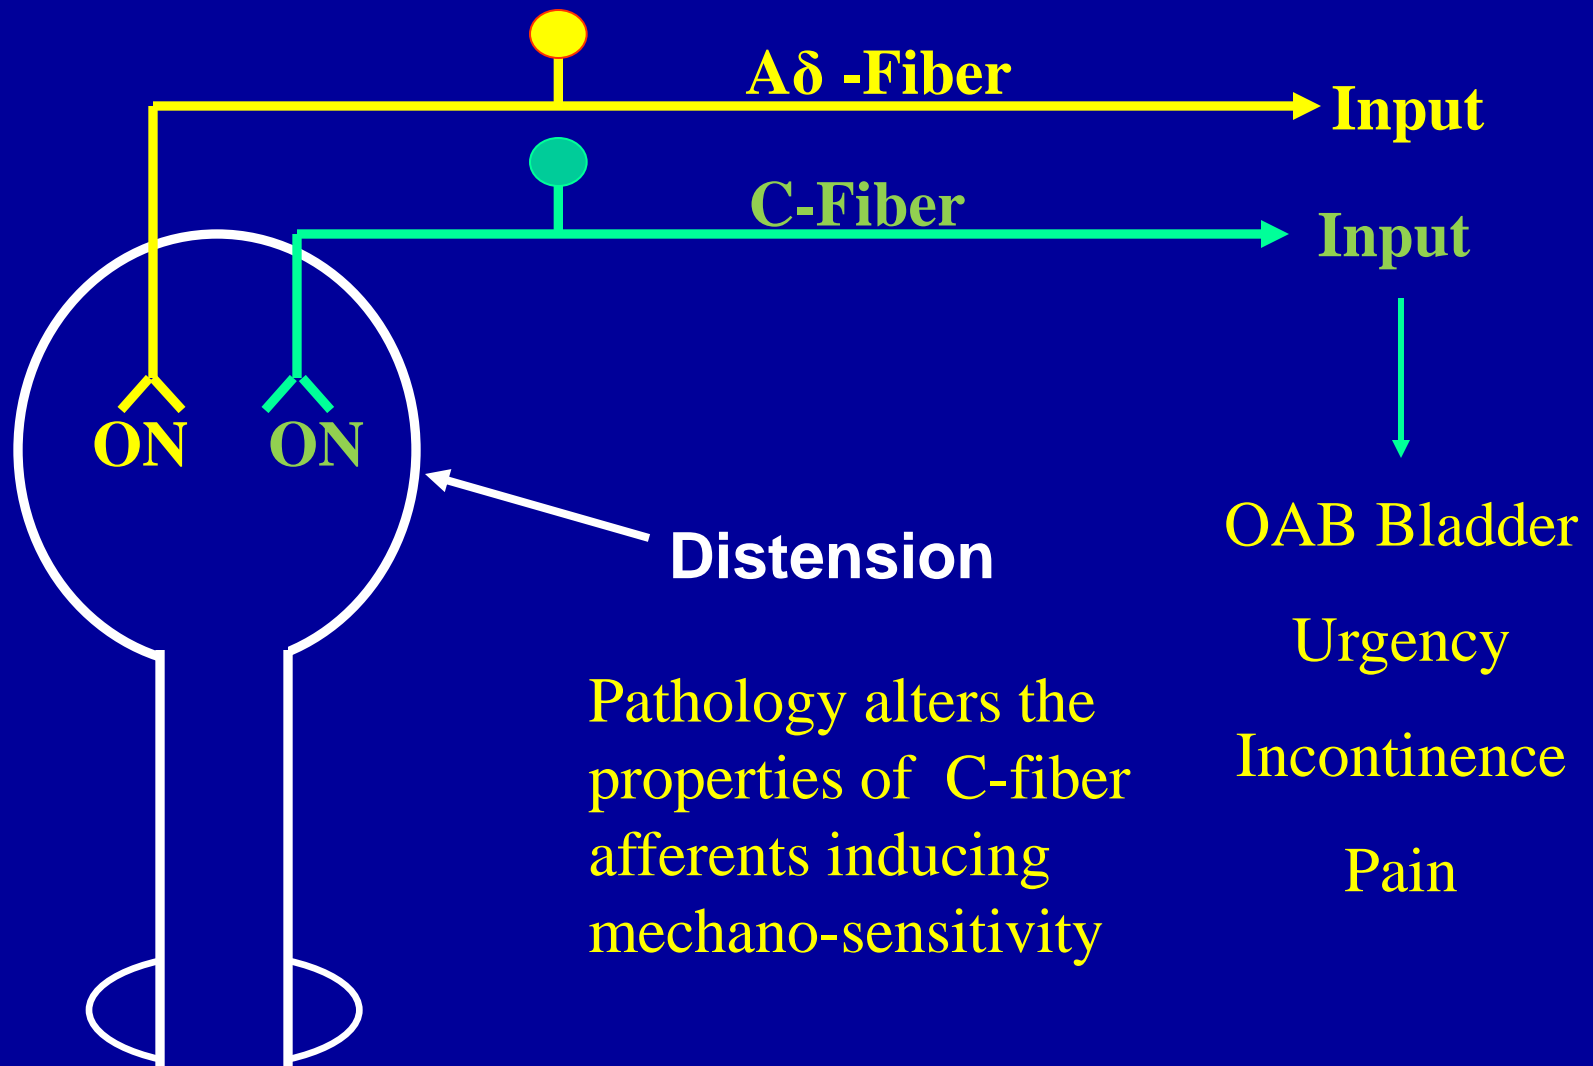 Aδ -Fiber
Input
C-Fiber
Input
ON
ON
Distension
OAB Bladder
Urgency
Incontinence
Pain
Pathology alters the
properties of  C-fiber
afferents inducing
mechano-sensitivity